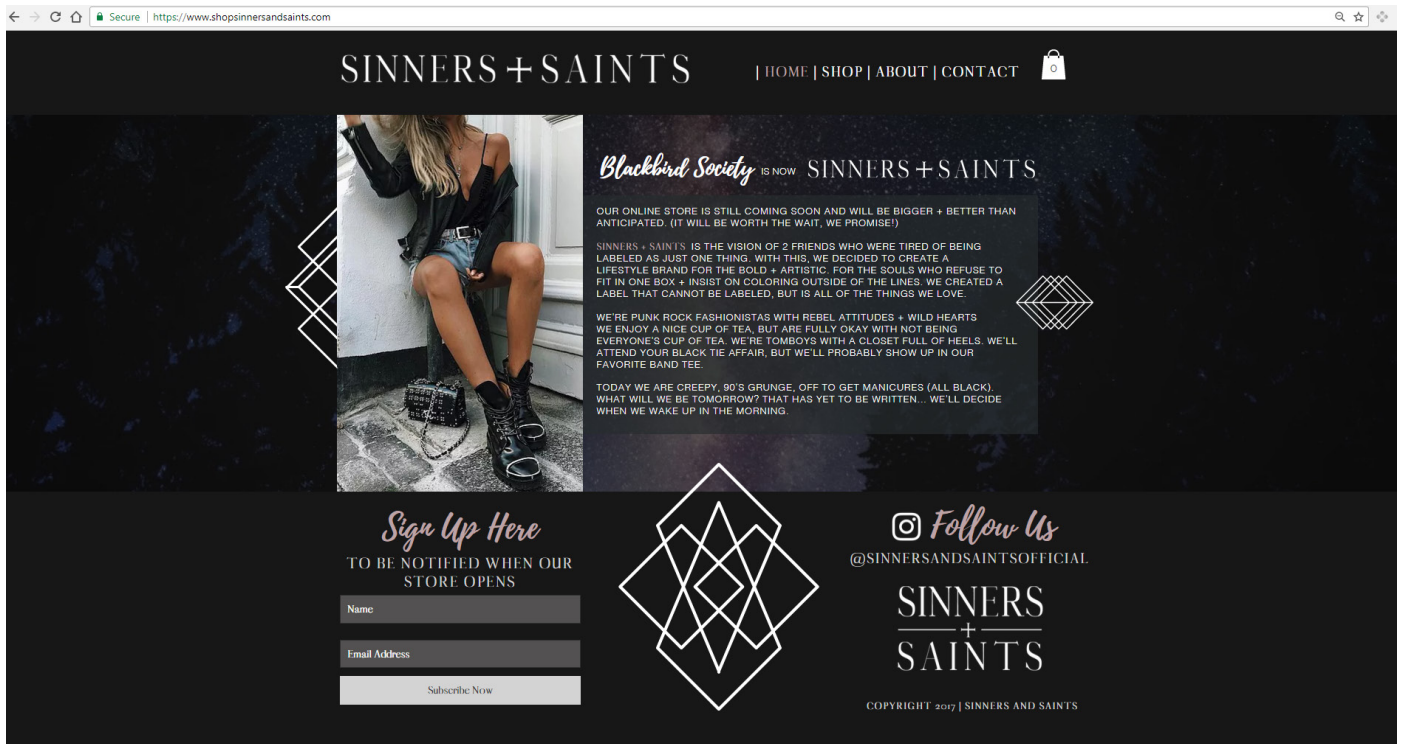 Secure | https://www.shopsinnersandsaints.com
SINNERS + SAINTS
| HOME | SHOP | ABOUT | CONTACT
0
Blackbird Society IS NOW SINNERS + SAINTS
OUR ONLINE STORE IS STILL COMING SOON AND WILL BE BIGGER + BETTER THAN
ANTICIPATED. (IT WILL BE WORTH THE WAIT, WE PROMISE!)
SINNERS + SAINTS IS THE VISION OF 2 FRIENDS WHO WERE TIRED OF BEING
LABELED AS JUST ONE THING. WITH THIS, WE DECIDED TO CREATE A
LIFESTYLE BRAND FOR THE BOLD + ARTISTIC. FOR THE SOULS WHO REFUSE TO
FIT IN ONE BOX + INSIST ON COLORING OUTSIDE OF THE LINES. WE CREATED A
LABEL THAT CANNOT BE LABELED, BUT IS ALL OF THE THINGS WE LOVE.
WE'RE PUNK ROCK FASHIONISTAS WITH REBEL ATTITUDES + WILD HEARTS
WE ENJOY A NICE CUP OF TEA, BUT ARE FULLY OKAY WITH NOT BEING
EVERYONE'S CUP OF TEA. WE'RE TOMBOYS WITH A CLOSET FULL OF HEELS. WE'LL
ATTEND YOUR BLACK TIE AFFAIR, BUT WE'LL PROBABLY SHOW UP IN OUR
FAVORITE BAND TEE.
TODAY WE ARE CREEPY, 90'S GRUNGE, OFF TO GET MANICURES (ALL BLACK).
WHAT WILL WE BE TOMORROW? THAT HAS YET TO BE WRITTEN... WE'LL DECIDE
WHEN WE WAKE UP IN THE MORNING.
Sign Up Here
TO BE NOTIFIED WHEN OUR
STORE OPENS
Name
Email Address
Subscribe Now
Follow Us
@SINNERSANDSAINTSOFFICIAL
SINNERS
+
SAINTS
COPYRIGHT 2017 | SINNERS AND SAINTS